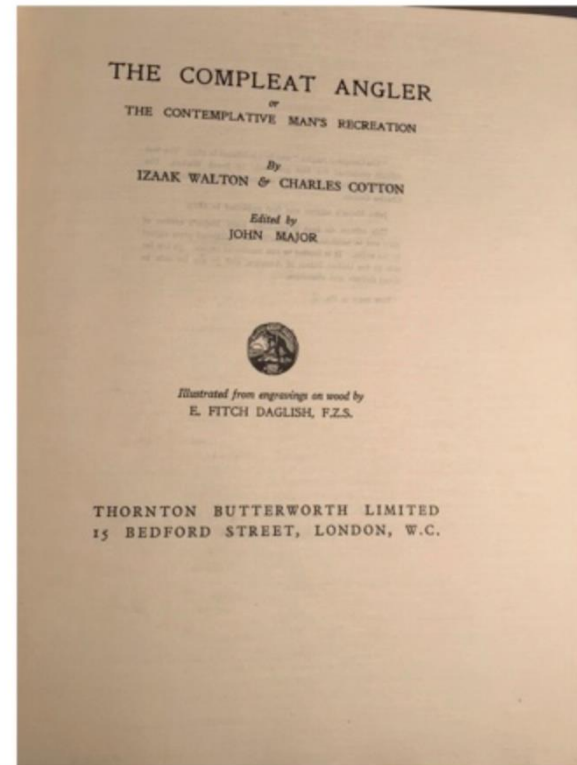 THE COMPLEAT ANGLER
or
THE CONTEMPLATIVE MAN'S RECREATION
By
IZAAK WALTON & CHARLES COTTON
Edited by
JOHN MAJOR
Illustrated from engravings on wood by
E. FITCH DAGLISH, F.Z.S.
THORNTON BUTTERWORTH LIMITED
15 BEDFORD STREET, LONDON, W.C.